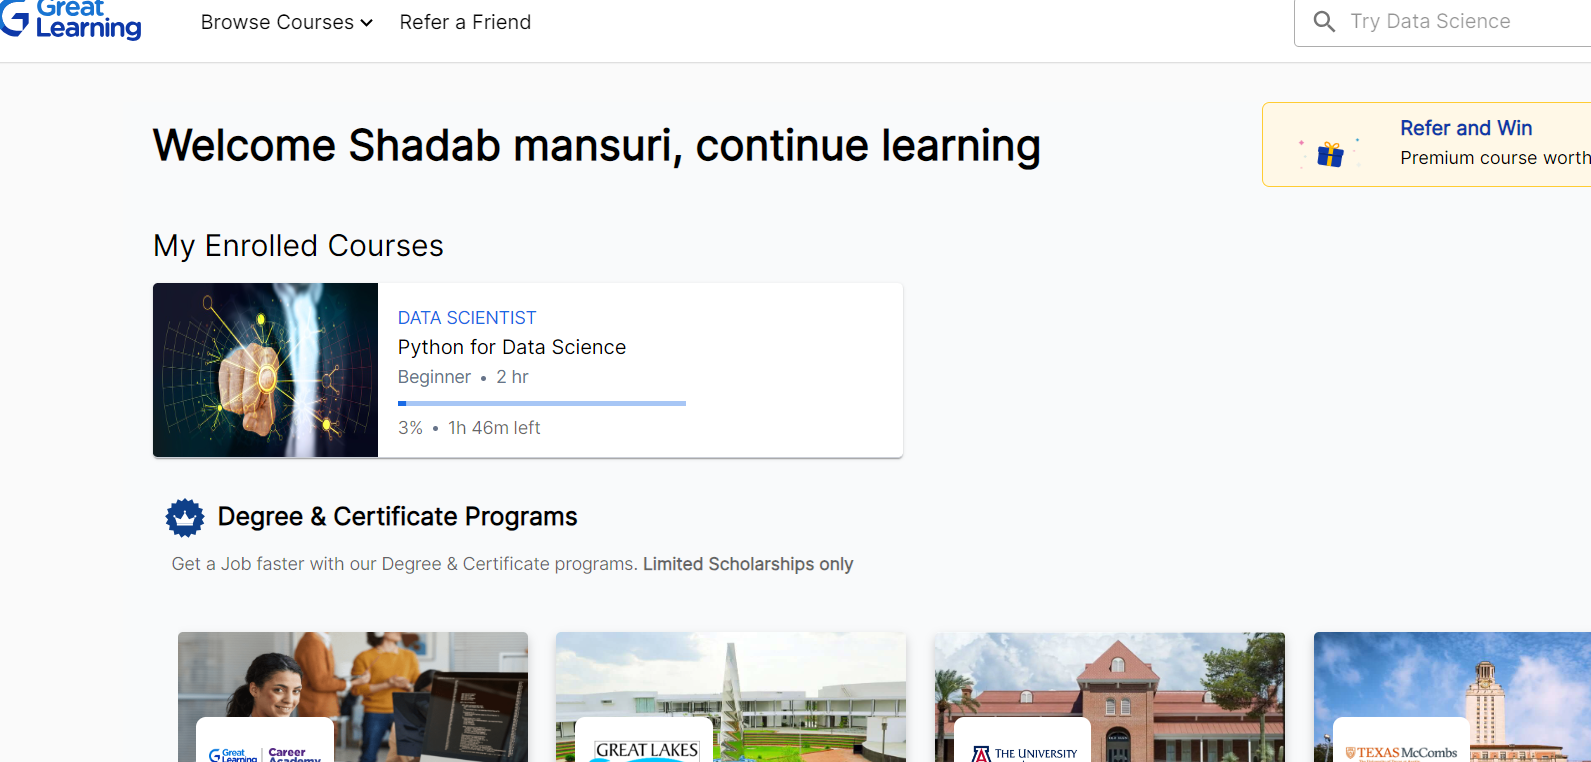 Great
Learning
Browse Courses
Refer a Friend
Try Data Science
Welcome Shadab mansuri, continue learning
Refer and Win
Premium course worth
My Enrolled Courses
DATA SCIENTIST
Python for Data Science
Beginner • 2 hr
3% • 1h 46m left
Degree & Certificate Programs
Get a Job faster with our Degree & Certificate programs. Limited Scholarships only
Great
Learning
Career
Academy
GREAT LAKES
THE UNIVERSITY
TEXAS McCombs